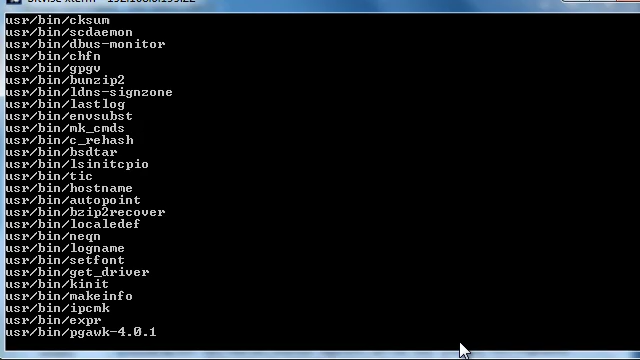 usr/bin/cksum
usr/bin/scdaemon
usr/bin/dbus-monitor
usr/bin/chfn
usr/bin/gpgv
usr/bin/bunzip2
usr/bin/ldns-signzone
usr/bin/lastlog
usr/bin/envsubst
usr/bin/mk_cmds
usr/bin/c_rehash
usr/bin/bsdtar
usr/bin/lsinitcpio
usr/bin/tic
usr/bin/hostname
usr/bin/autopoint
usr/bin/bzip2recover
usr/bin/localedef
usr/bin/neqn
usr/bin/logname
usr/bin/setfont
usr/bin/get_driver
usr/bin/kinit
usr/bin/makeinfo
usr/bin/ipcmk
usr/bin/expr
usr/bin/pgawk-4.0.1